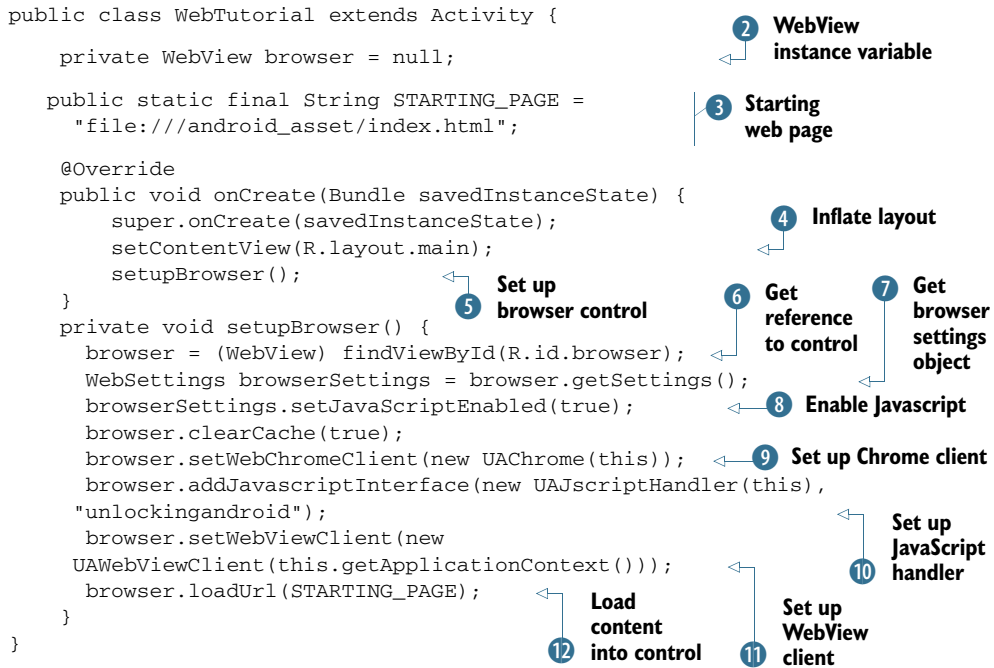 public class WebTutorial extends Activity {
2 WebView
instance variable
private WebView browser = null;
public static final String STARTING_PAGE =
"file:///android_asset/index.html";
3 Starting
web page
@Override
public void onCreate(Bundle savedInstanceState) {
super.onCreate(savedInstanceState);
4 Inflate layout
setContentView(R.layout.main);
setupBrowser();
5 Set up
browser control
}
private void setupBrowser() {
6 Get
reference
to control
7 Get
browser
settings
object
browser = (WebView) findViewById(R.id.browser);
WebSettings browserSettings = browser.getSettings();
browserSettings.setJavaScriptEnabled(true);
8 Enable Javascript
browser.clearCache(true);
browser.setWebChromeClient(new UAChrome(this));
9 Set up Chrome client
browser.addJavascriptInterface(new UAJscriptHandler(this),
"unlockingandroid");
10 Set up
JavaScript
handler
browser.setWebViewClient(new
UAWebViewClient(this.getApplicationContext()));
11 Set up
WebView
client
browser.loadUrl(STARTING_PAGE);
12 Load
content
into control
}
}